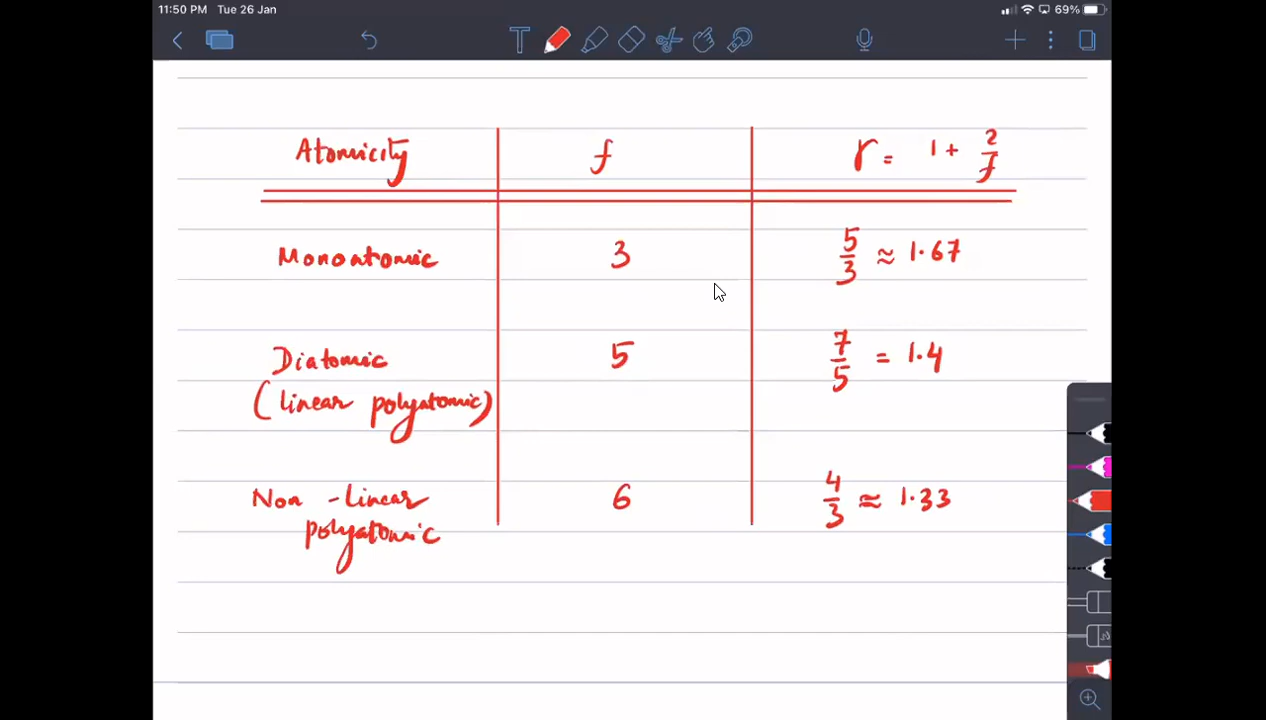 11:50 PM Tue 26 Jan 69%
T
Atomicity f γ = 1 + 2/f
Monoatomic 3 5/3 ≈ 1.67
Diatomic 5 7/5 = 1.4
(linear polyatomic)
Non-linear 6 4/3 ≈ 1.33
polyatomic